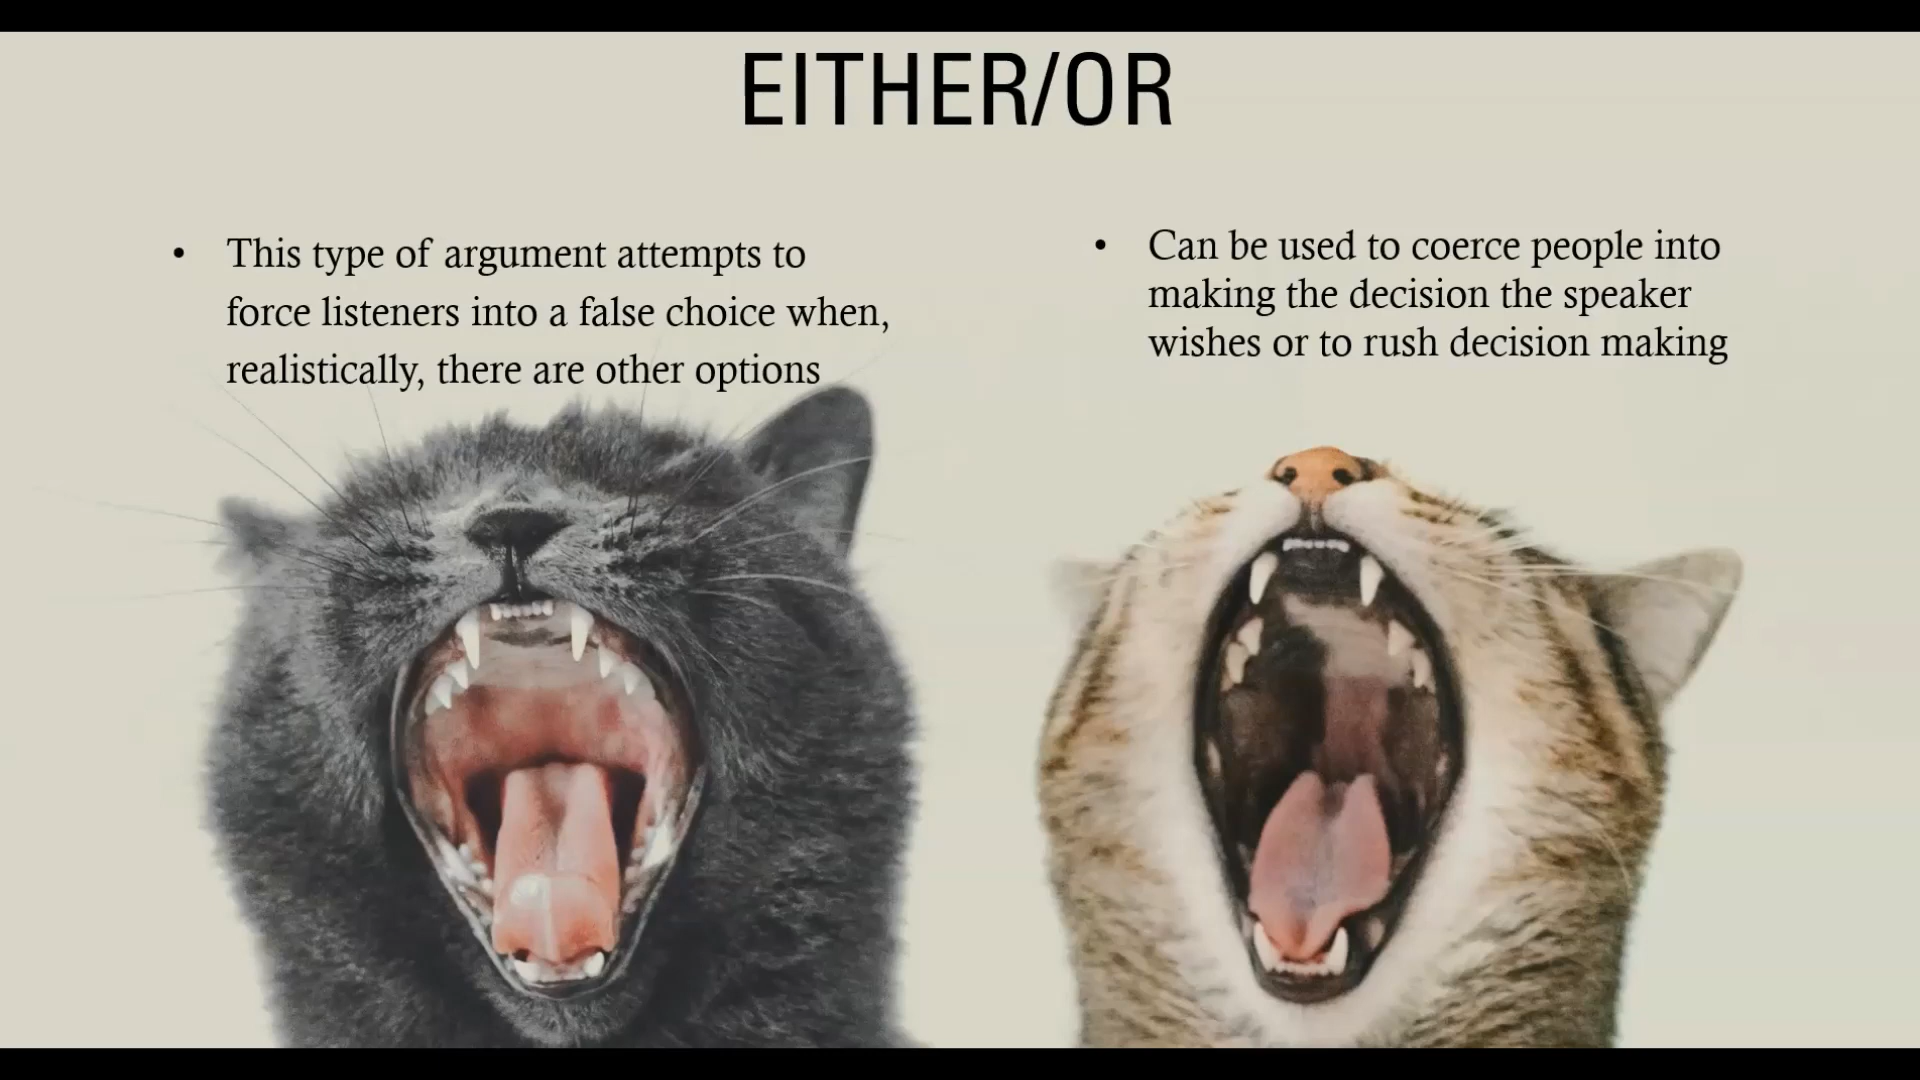 EITHER/OR
• This type of argument attempts to
force listeners into a false choice when,
realistically, there are other options
• Can be used to coerce people into
making the decision the speaker
wishes or to rush decision making